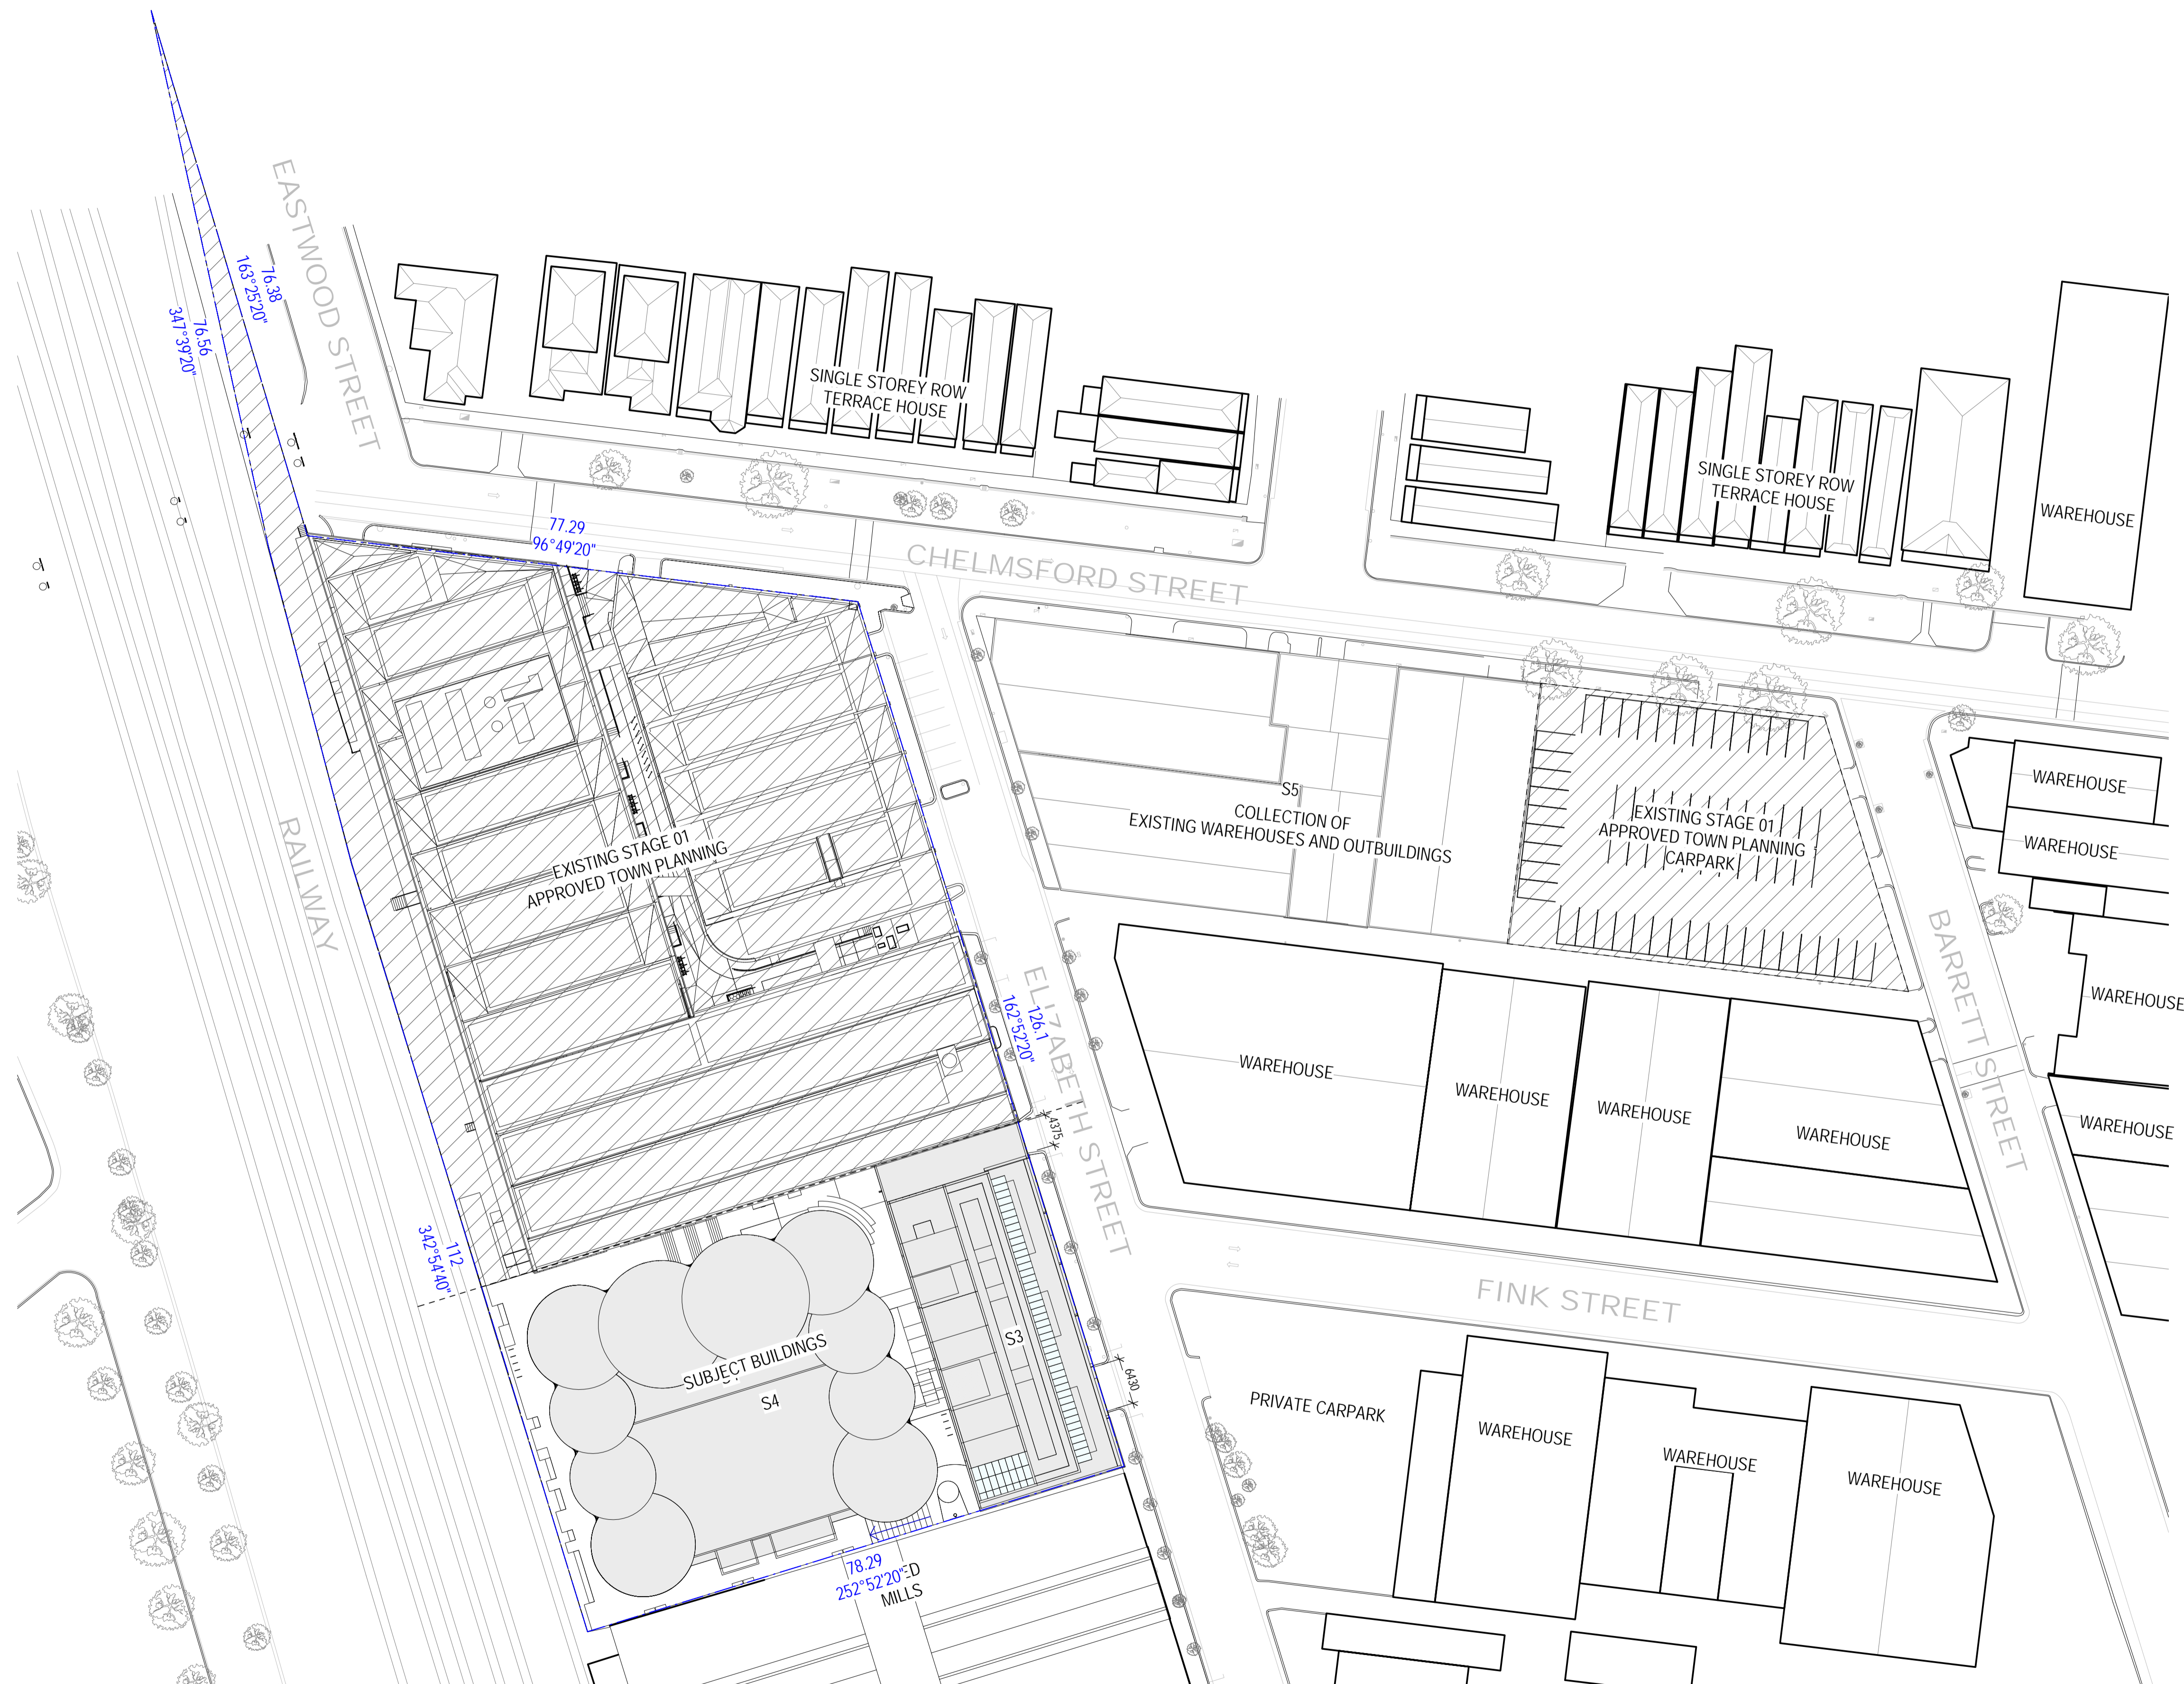 EASTWOOD STREET
76.38
163°25'20"
76.56
347°39'20"
SINGLE STOREY ROW
TERRACE HOUSE
SINGLE STOREY ROW
TERRACE HOUSE
WAREHOUSE
77.29
96°49'20"
CHELMSFORD STREET
RAILWAY
EXISTING STAGE 01
APPROVED TOWN PLANNING
S5
COLLECTION OF
EXISTING WAREHOUSES AND OUTBUILDINGS
EXISTING STAGE 01
APPROVED TOWN PLANNING
CARPARK
WAREHOUSE
WAREHOUSE
WAREHOUSE
WAREHOUSE
BARRETT STREET
ELIZABETH STREET
126.1
162°52'20"
4375
WAREHOUSE
WAREHOUSE
WAREHOUSE
WAREHOUSE
112
342°54'40"
FINK STREET
SUBJECT BUILDINGS
S4
S3
6430
PRIVATE CARPARK
WAREHOUSE
WAREHOUSE
WAREHOUSE
78.29
252°52'20"
ED
MILLS